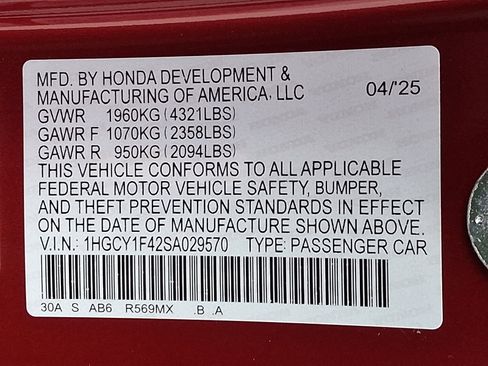 MFD. BY HONDA DEVELOPMENT &
MANUFACTURING OF AMERICA, LLC 04/'25
GVWR 1960KG (4321LBS)
GAWR F 1070KG (2358LBS)
GAWR R 950KG (2094LBS)
THIS VEHICLE CONFORMS TO ALL APPLICABLE
FEDERAL MOTOR VEHICLE SAFETY, BUMPER,
AND THEFT PREVENTION STANDARDS IN EFFECT
ON THE DATE OF MANUFACTURE SHOWN ABOVE.
V.I.N.: 1HGCY1F42SA029570 TYPE: PASSENGER CAR
30A S AB6 R569MX .B .A